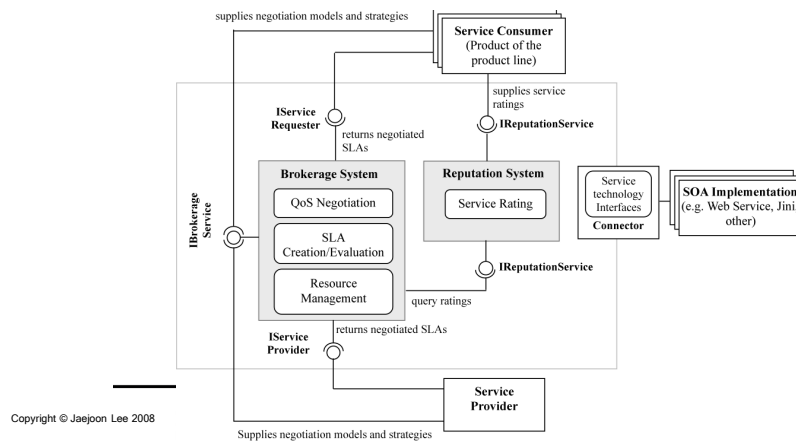 supplies negotiation models and strategies
Service Consumer
(Product of the
product line)
supplies service
ratings
IService
Requester
IReputationService
returns negotiated
SLAs
Brokerage System
QoS Negotiation
SLA
Creation/Evaluation
Resource
Management
Reputation System
Service Rating
Service
technology
Interfaces
Connector
SOA Implementation
(e.g. Web Service, Jini,
other)
IBrokerage
Service
IReputationService
query ratings
returns negotiated SLAs
IService
Provider
Service
Provider
Copyright © Jaejoon Lee 2008
Supplies negotiation models and strategies